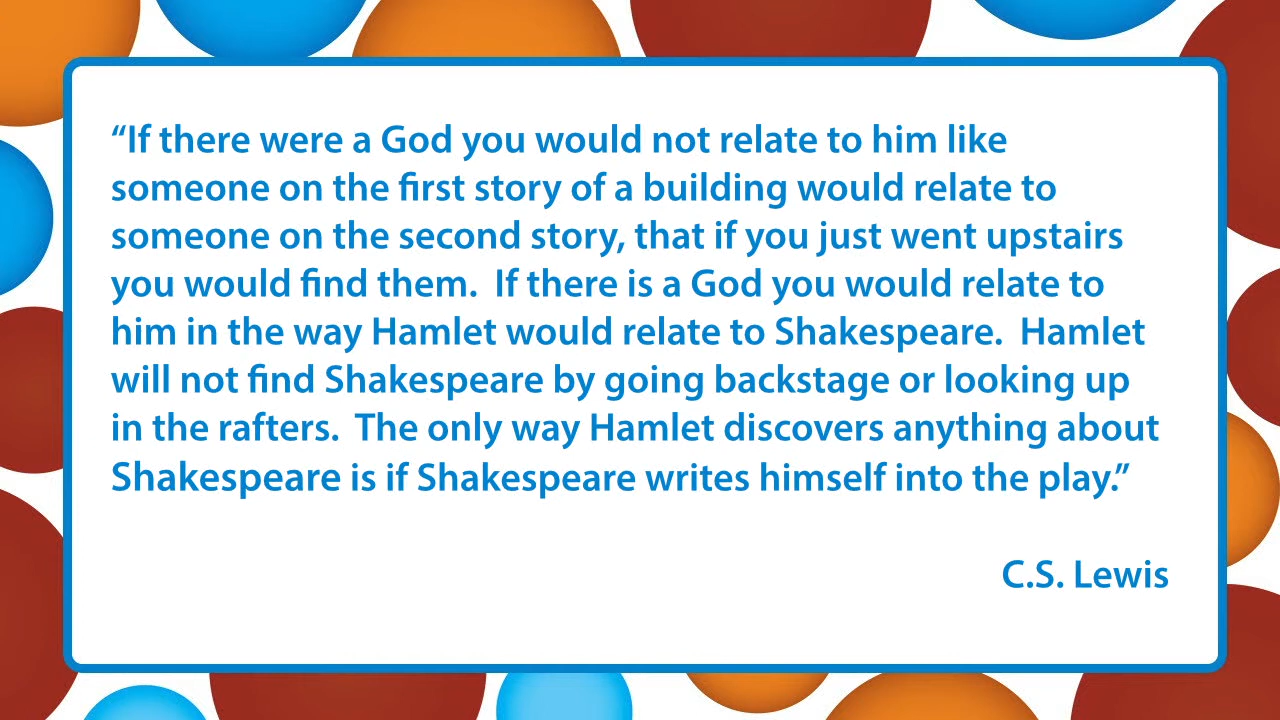 “If there were a God you would not relate to him like
someone on the first story of a building would relate to
someone on the second story, that if you just went upstairs
you would find them.  If there is a God you would relate to
him in the way Hamlet would relate to Shakespeare.  Hamlet
will not find Shakespeare by going backstage or looking up
in the rafters.  The only way Hamlet discovers anything about
Shakespeare is if Shakespeare writes himself into the play.”
C.S. Lewis